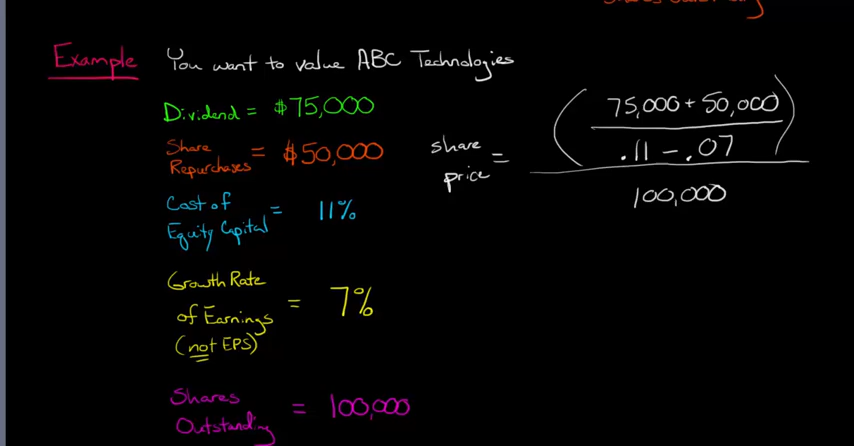 Example
You want to value ABC Technologies
Dividend = $75,000
Share
Repurchases = $50,000
Cost of
Equity Capital = 11%
Growth Rate
of Earnings = 7%
(not EPS)
Shares
Outstanding = 100,000
share
price =
(75,000 + 50,000)
.11 - .07
100,000